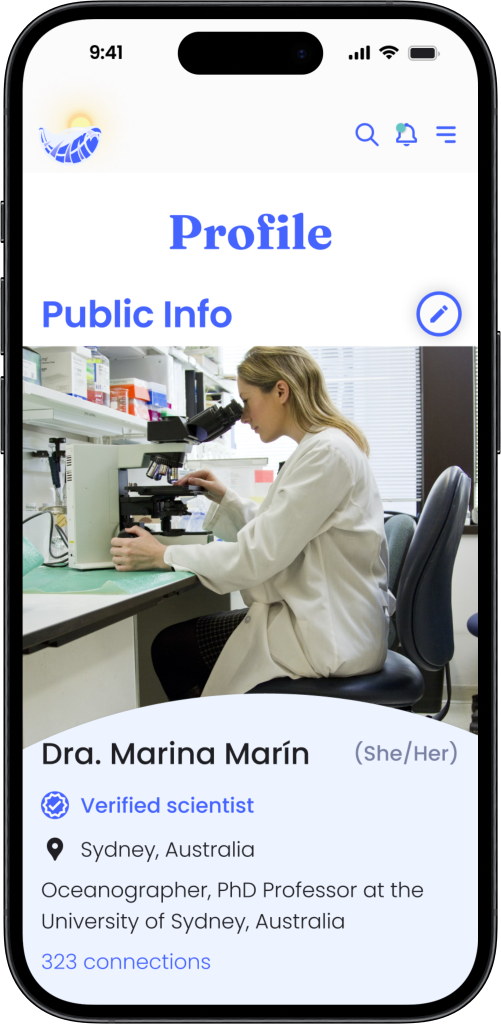 9:41
Profile
Public Info
Dra. Marina Marín (She/Her)
Verified scientist
Sydney, Australia
Oceanographer, PhD Professor at the
University of Sydney, Australia
323 connections